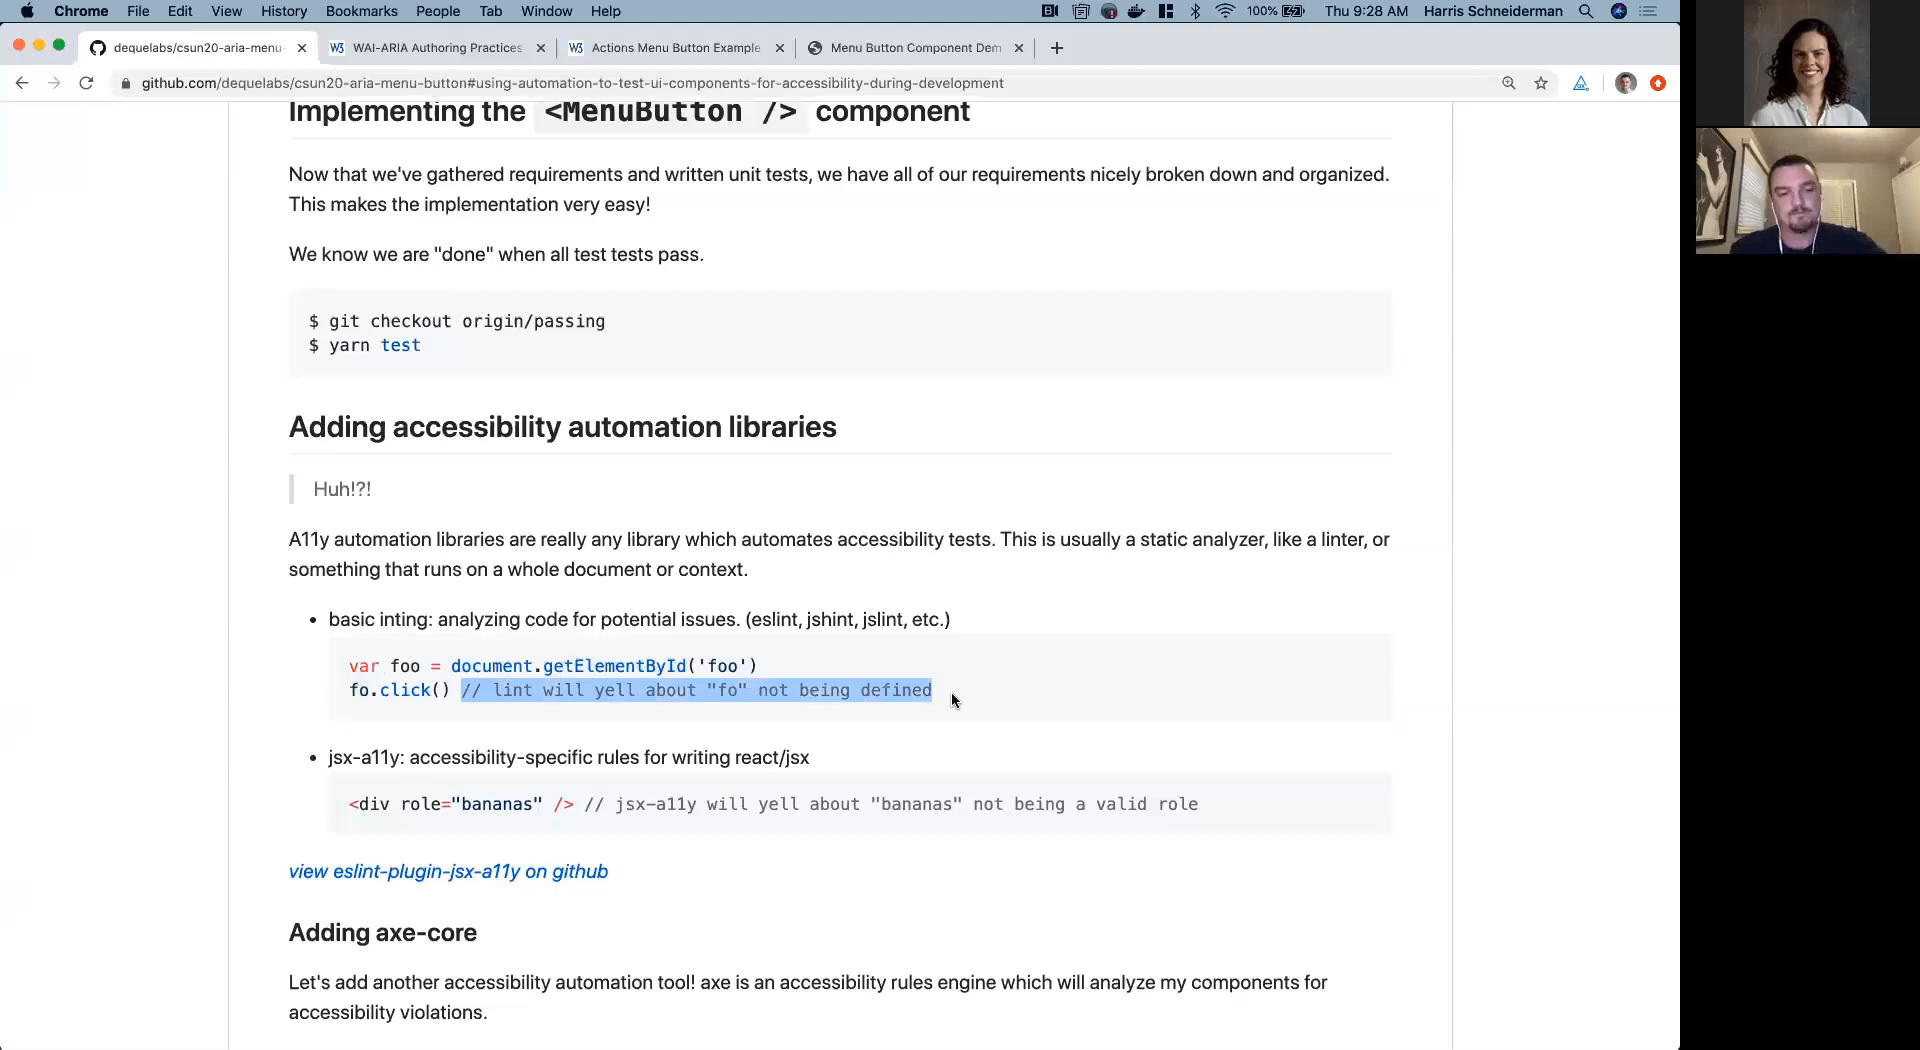 Chrome File Edit View History Bookmarks People Tab Window Help 100% Thu 9:28 AM Harris Schneiderman
dequelabs/csun20-aria-menu- WAI-ARIA Authoring Practices Actions Menu Button Example Menu Button Component Dem
github.com/dequelabs/csun20-aria-menu-button#using-automation-to-test-ui-components-for-accessibility-during-development
Implementing the <MenuButton /> component
Now that we've gathered requirements and written unit tests, we have all of our requirements nicely broken down and organized.
This makes the implementation very easy!
We know we are "done" when all test tests pass.
$ git checkout origin/passing
$ yarn test
Adding accessibility automation libraries
Huh!?!
A11y automation libraries are really any library which automates accessibility tests. This is usually a static analyzer, like a linter, or
something that runs on a whole document or context.
• basic inting: analyzing code for potential issues. (eslint, jshint, jslint, etc.)
var foo = document.getElementById('foo')
fo.click() // lint will yell about "fo" not being defined
• jsx-a11y: accessibility-specific rules for writing react/jsx
<div role="bananas" /> // jsx-a11y will yell about "bananas" not being a valid role
view eslint-plugin-jsx-a11y on github
Adding axe-core
Let's add another accessibility automation tool! axe is an accessibility rules engine which will analyze my components for
accessibility violations.